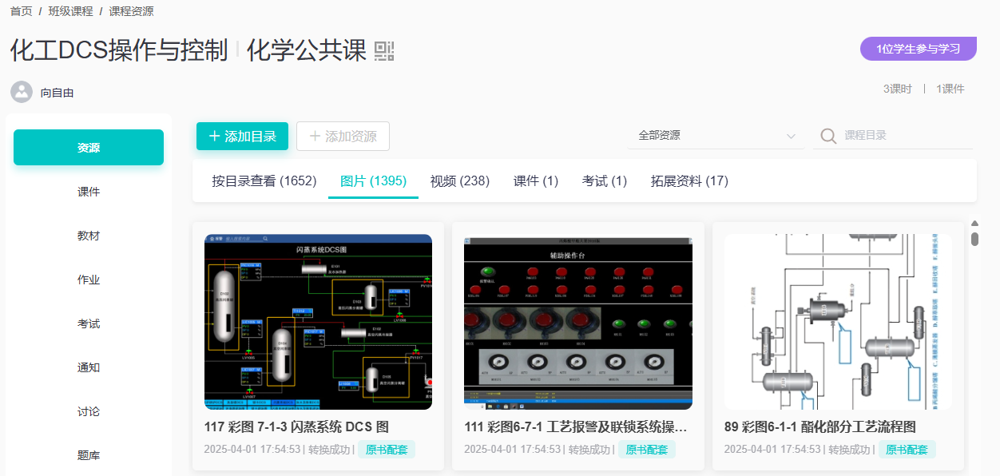 首页 / 班级课程 / 课程资源
化工DCS操作与控制 | 化学公共课
1位学生参与学习
向自由
3课时 | 1课件
资源
课件
教材
作业
考试
通知
讨论
题库
+ 添加目录
+ 添加资源
全部资源
课程目录
按目录查看 (1652)
图片 (1395)
视频 (238)
课件 (1)
考试 (1)
拓展资料 (17)
闪蒸系统DCS图
辅助操作台
117 彩图 7-1-3 闪蒸系统 DCS 图
2025-04-01 17:54:53 | 转换成功 | 原书配套
111 彩图6-7-1 工艺报警及联锁系统操...
2025-04-01 17:54:53 | 转换成功 | 原书配套
89 彩图6-1-1 酯化部分工艺流程图
2025-04-01 17:54:53 | 转换成功 | 原书配套